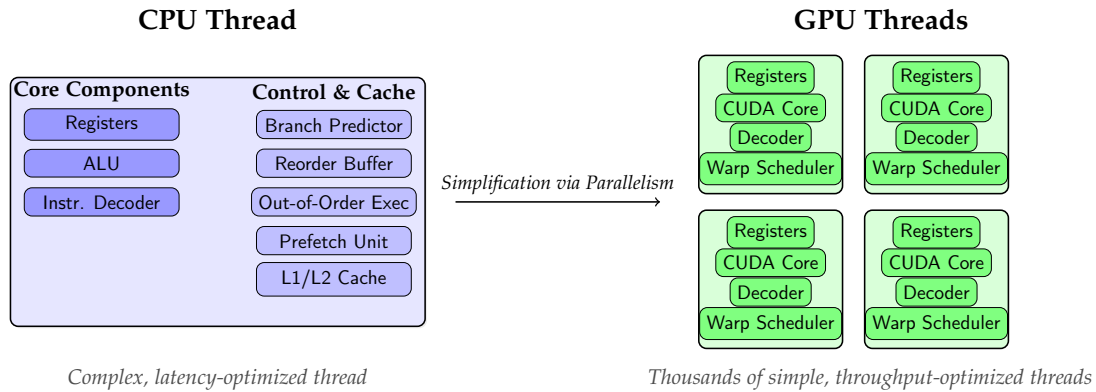 CPU Thread
Core Components
Registers
ALU
Instr. Decoder
Control & Cache
Branch Predictor
Reorder Buffer
Out-of-Order Exec
Prefetch Unit
L1/L2 Cache
Complex, latency-optimized thread
Simplification via Parallelism
GPU Threads
Registers
CUDA Core
Decoder
Warp Scheduler
Registers
CUDA Core
Decoder
Warp Scheduler
Registers
CUDA Core
Decoder
Warp Scheduler
Registers
CUDA Core
Decoder
Warp Scheduler
Thousands of simple, throughput-optimized threads